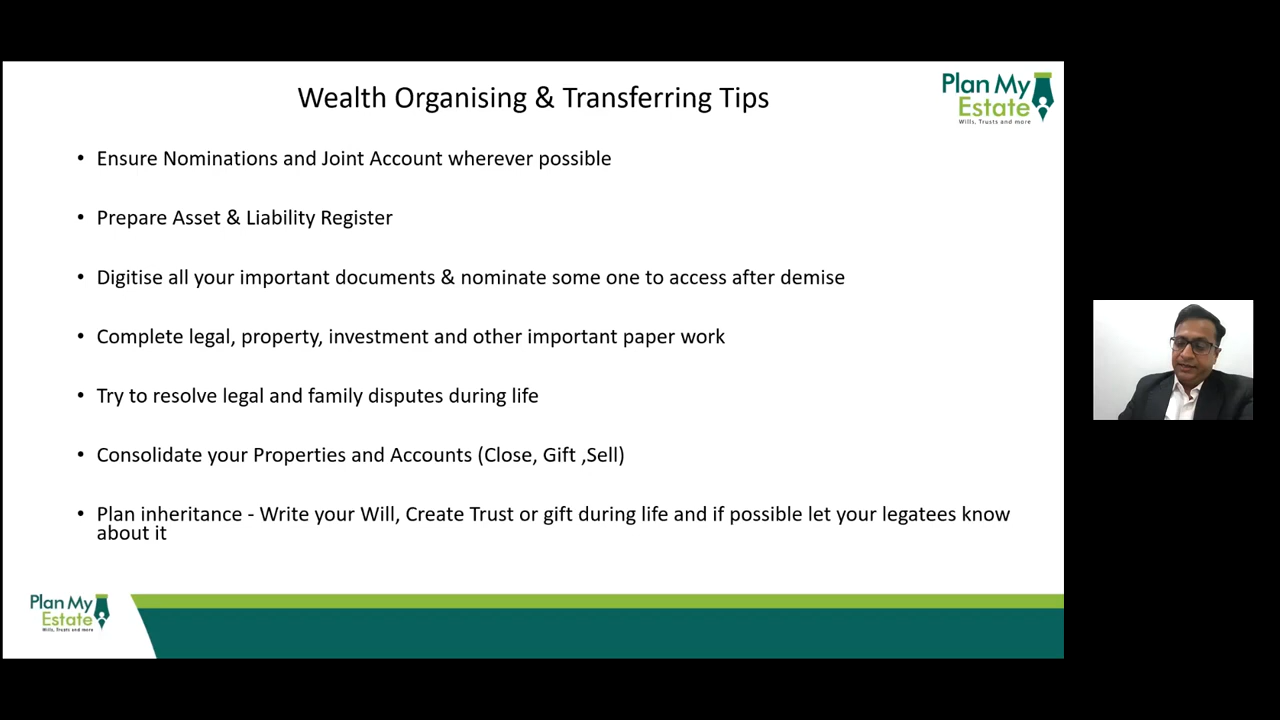 Wealth Organising & Transferring Tips
Plan My
Estate
Wills, Trusts and more
• Ensure Nominations and Joint Account wherever possible
• Prepare Asset & Liability Register
• Digitise all your important documents & nominate some one to access after demise
• Complete legal, property, investment and other important paper work
• Try to resolve legal and family disputes during life
• Consolidate your Properties and Accounts (Close, Gift ,Sell)
• Plan inheritance - Write your Will, Create Trust or gift during life and if possible let your legatees know
about it
Plan My
Estate
Wills, Trusts and more